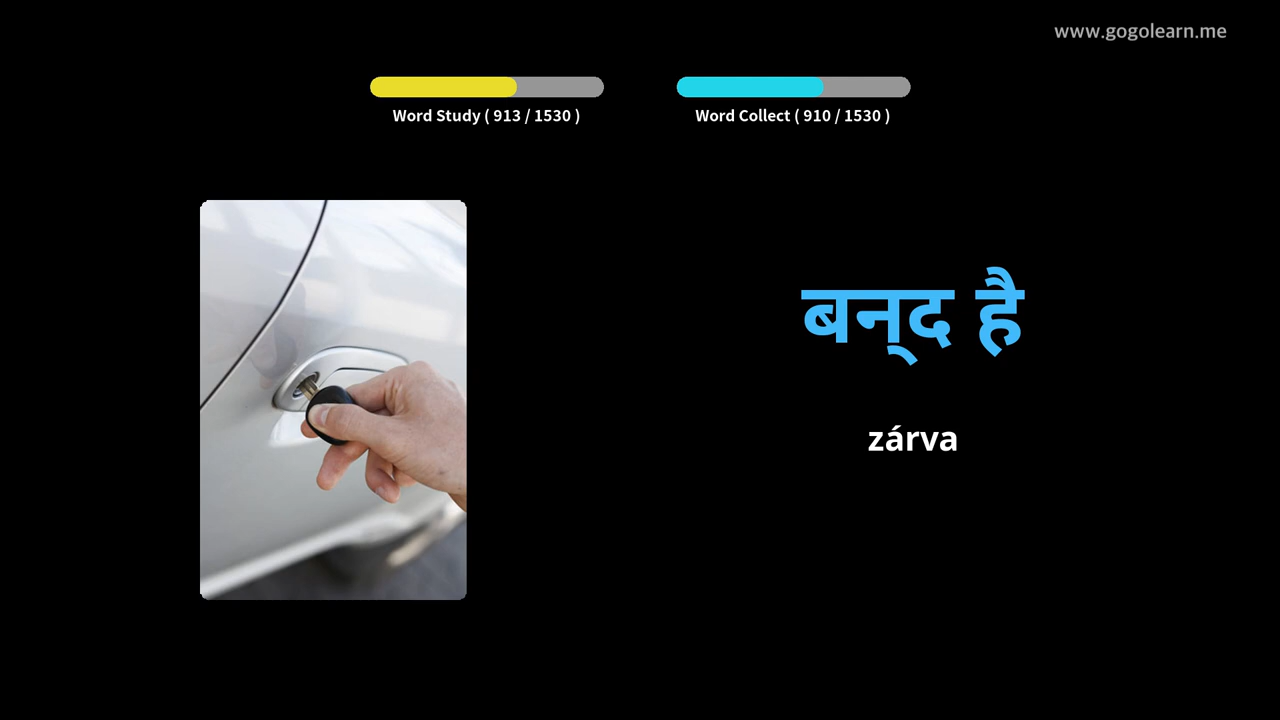 www.gogolearn.me
Word Study ( 913 / 1530 )
Word Collect ( 910 / 1530 )
बन्‌द है
zárva